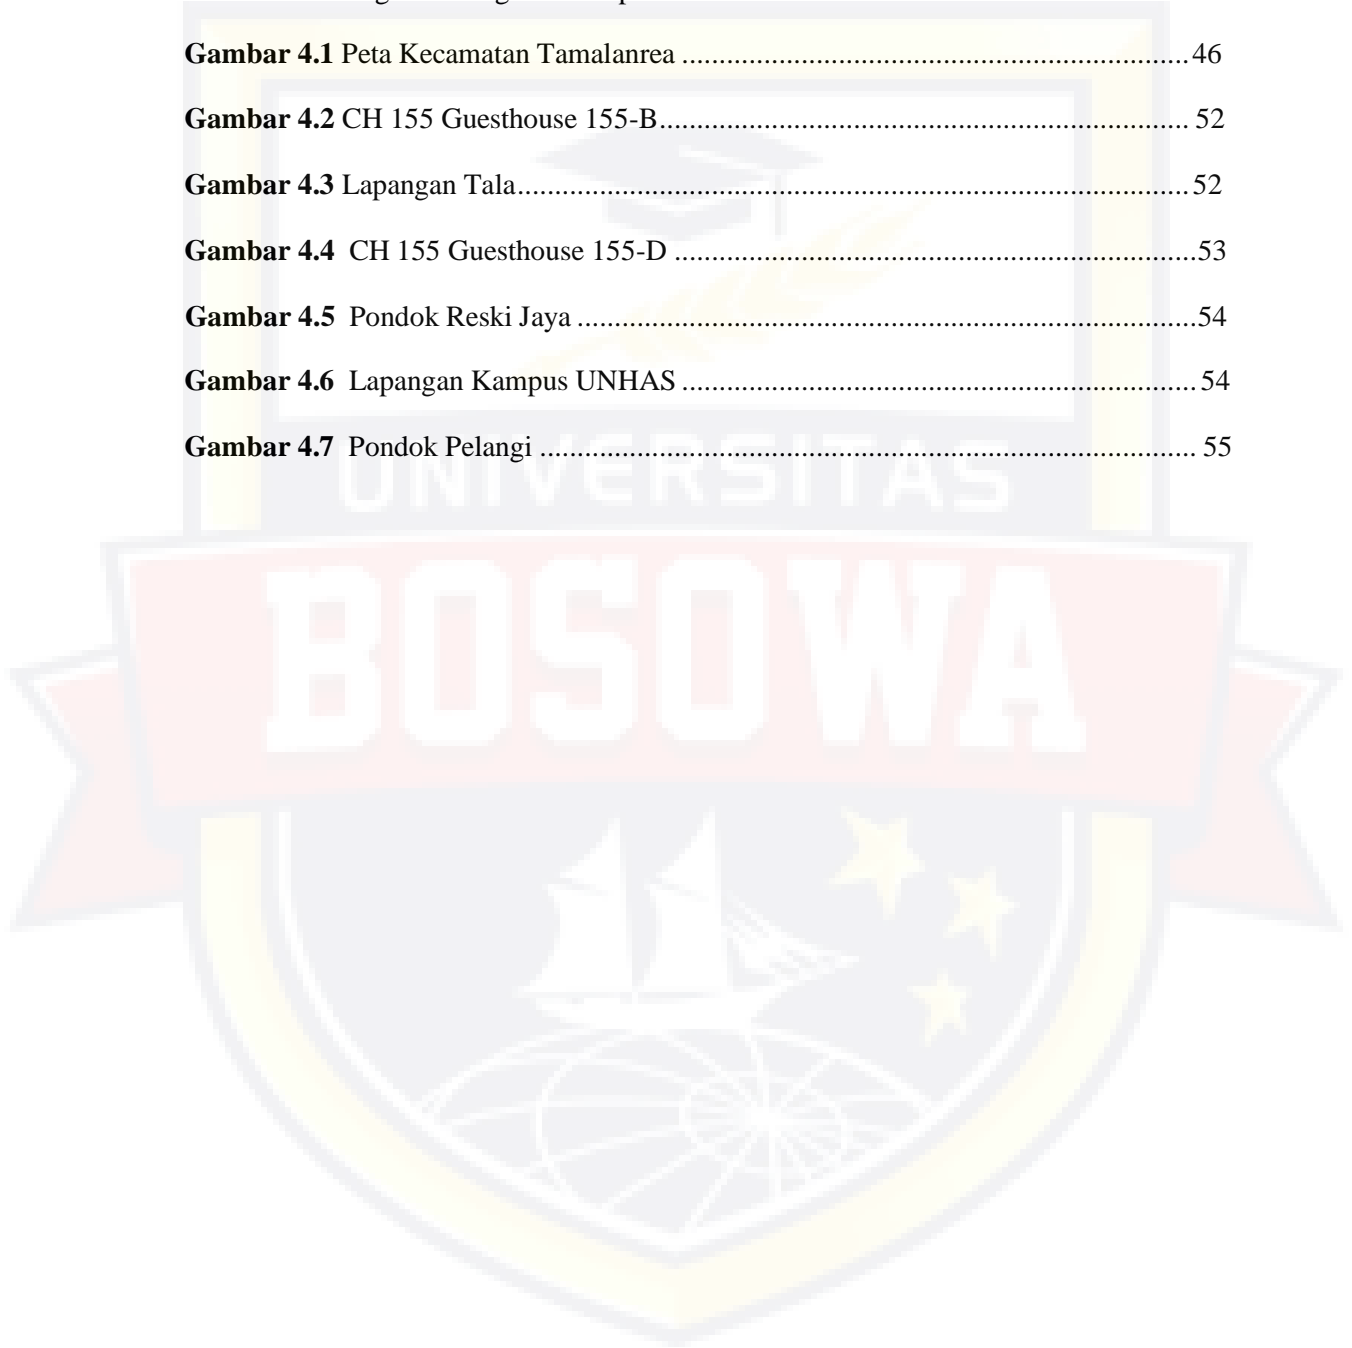 Gambar 4.1 Peta Kecamatan Tamalanrea ....................................................................46
Gambar 4.2 CH 155 Guesthouse 155-B....................................................................... 52
Gambar 4.3 Lapangan Tala.......................................................................................... 52
Gambar 4.4 CH 155 Guesthouse 155-D ......................................................................53
Gambar 4.5 Pondok Reski Jaya ...................................................................................54
Gambar 4.6 Lapangan Kampus UNHAS ..................................................................... 54
Gambar 4.7 Pondok Pelangi ........................................................................................ 55
UNIVERSITAS
BOSOWA